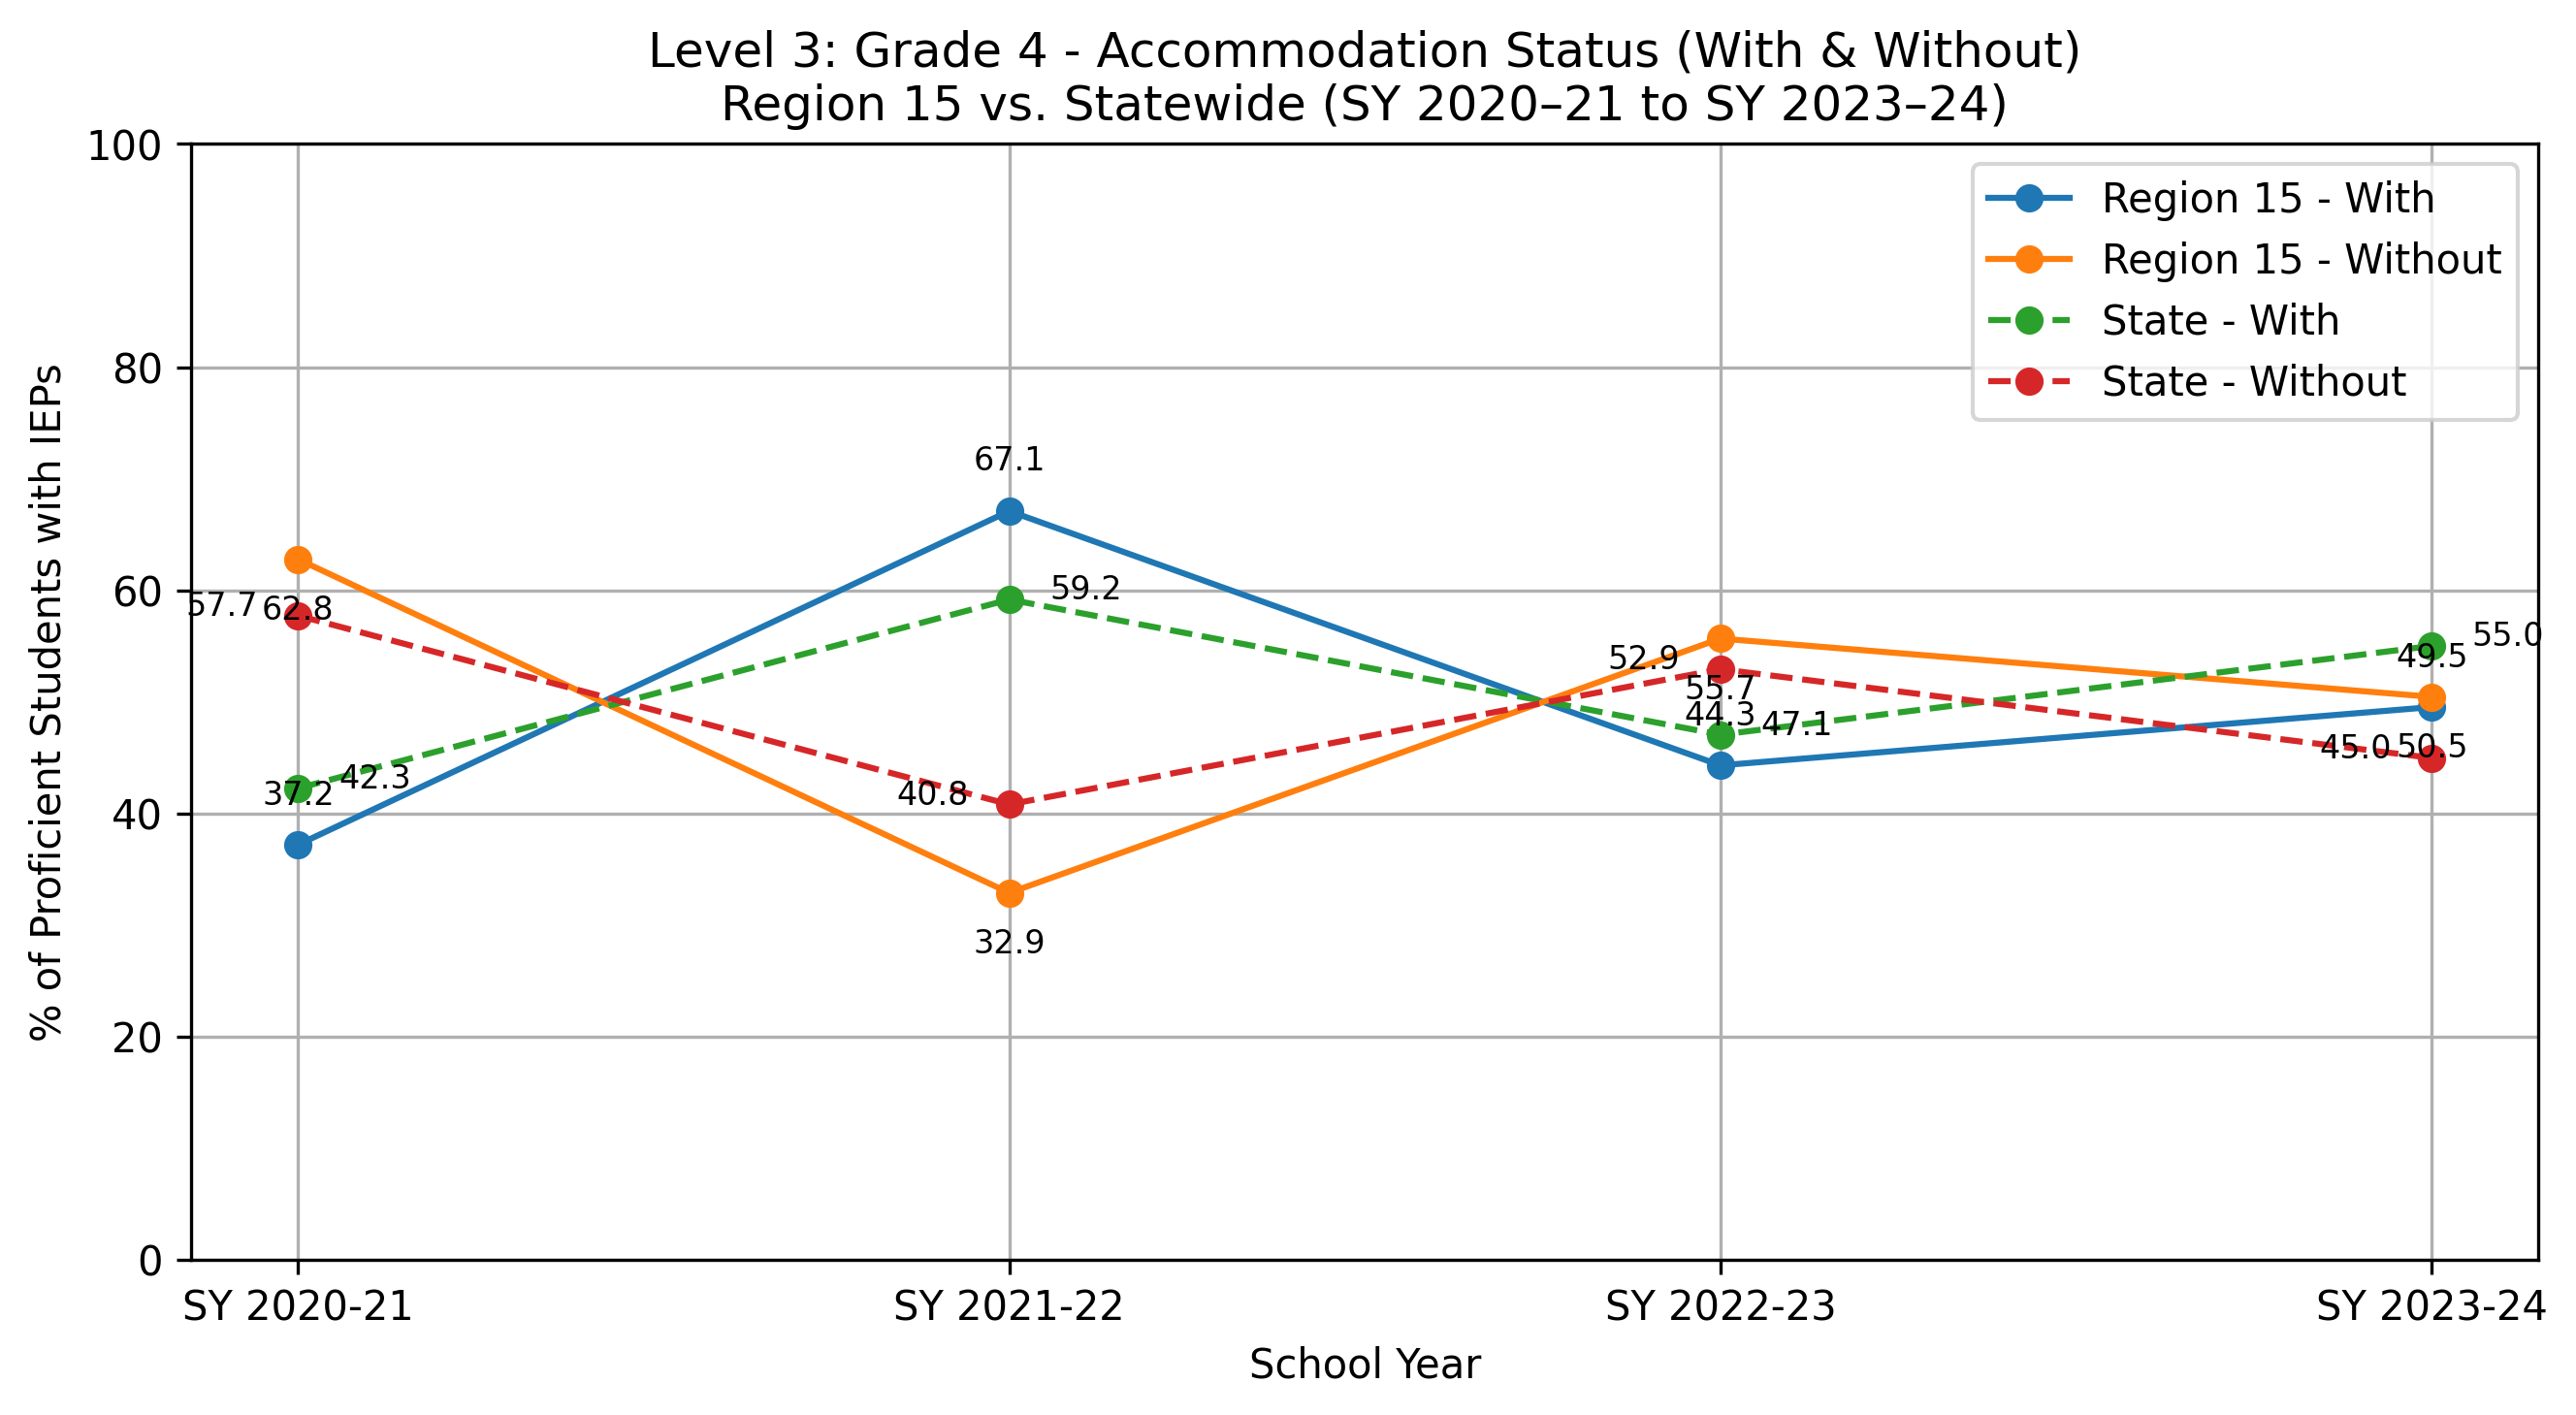 Level 3: Grade 4 - Accommodation Status (With & Without)
Region 15 vs. Statewide (SY 2020–21 to SY 2023–24)
% of Proficient Students with IEPs
100
80
60
40
20
0
Region 15 - With
Region 15 - Without
State - With
State - Without
67.1
59.2
57.7
62.8
52.9
55.7
44.3
47.1
55.0
49.5
45.0
50.5
42.3
37.2
40.8
32.9
SY 2020-21
SY 2021-22
SY 2022-23
SY 2023-24
School Year